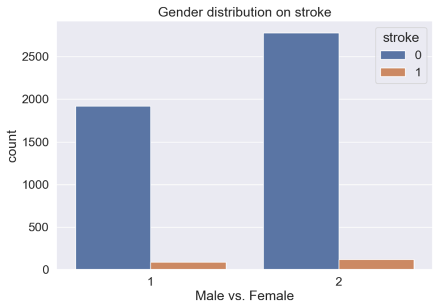 Gender distribution on stroke
stroke
0
1
2500
2000
1500
1000
500
0
count
1
2
Male vs. Female